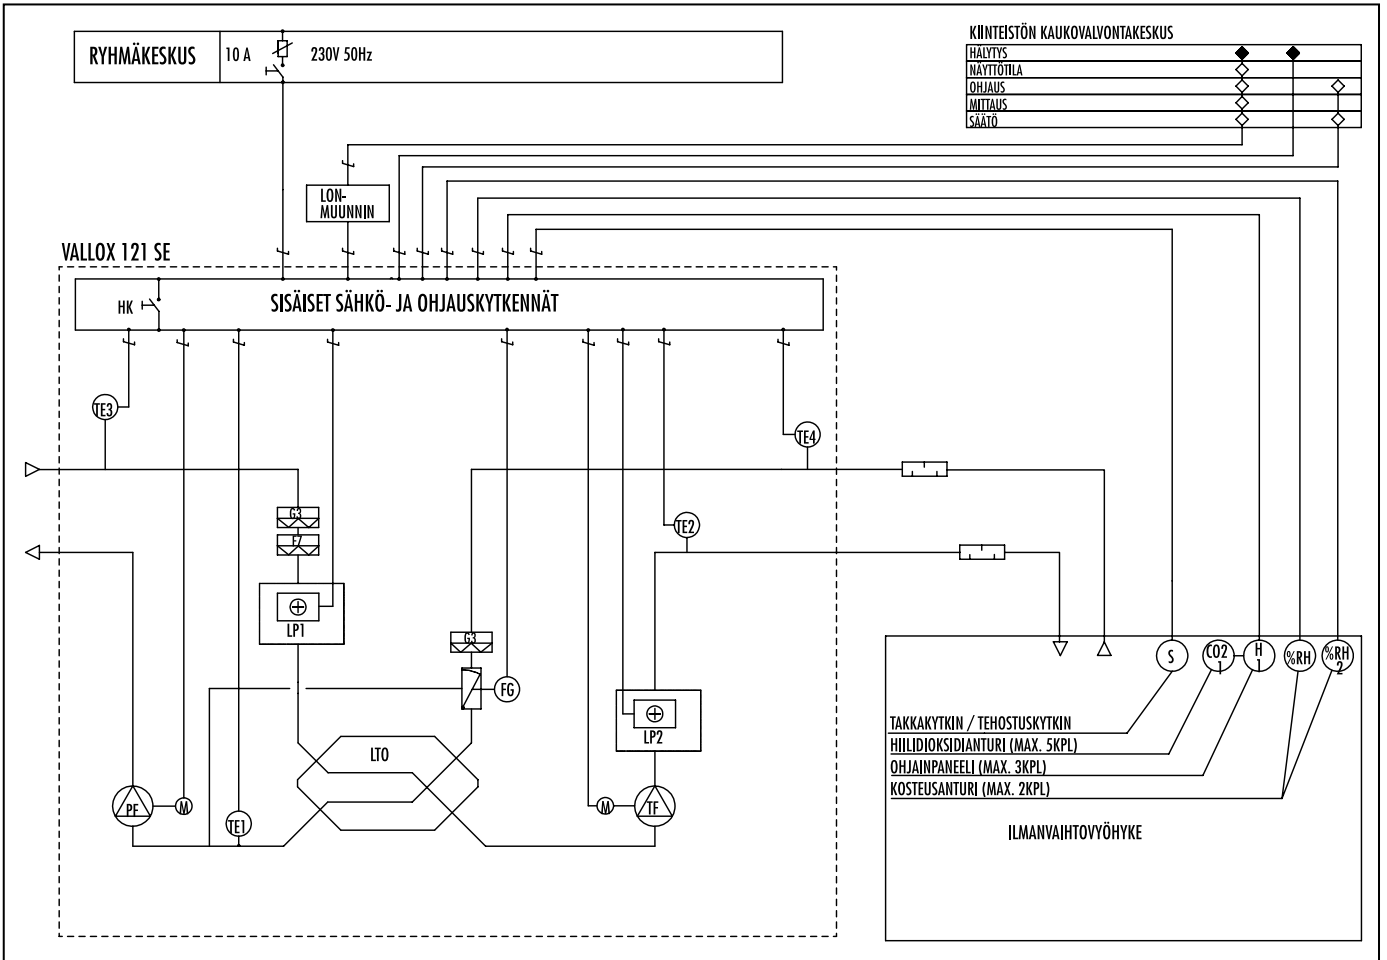 RYHMÄKESKUS
10 A
230V 50Hz
KIINTEISTÖN KAUKOVALVONTAKESKUS
HÄLYTYS
NÄYTTÖTILA
OHJAUS
MITTAUS
SÄÄTÖ
LON-
MUUNNIN
VALLOX 121 SE
HK
SISÄISET SÄHKÖ- JA OHJAUSKYTKENNÄT
TE3
TE4
G3
F7
TE2
LP1
G3
FG
LP2
LTO
PF
M
TE1
M
TF
S
CO2
1
H
1
%RH
%RH
2
TAKKAKYTKIN / TEHOSTUSKYTKIN
HIILIDIOKSIDIANTURI (MAX. 5KPL)
OHJAINPANEELI (MAX. 3KPL)
KOSTEUSANTURI (MAX. 2KPL)
ILMANVAIHTOVYÖHYKE